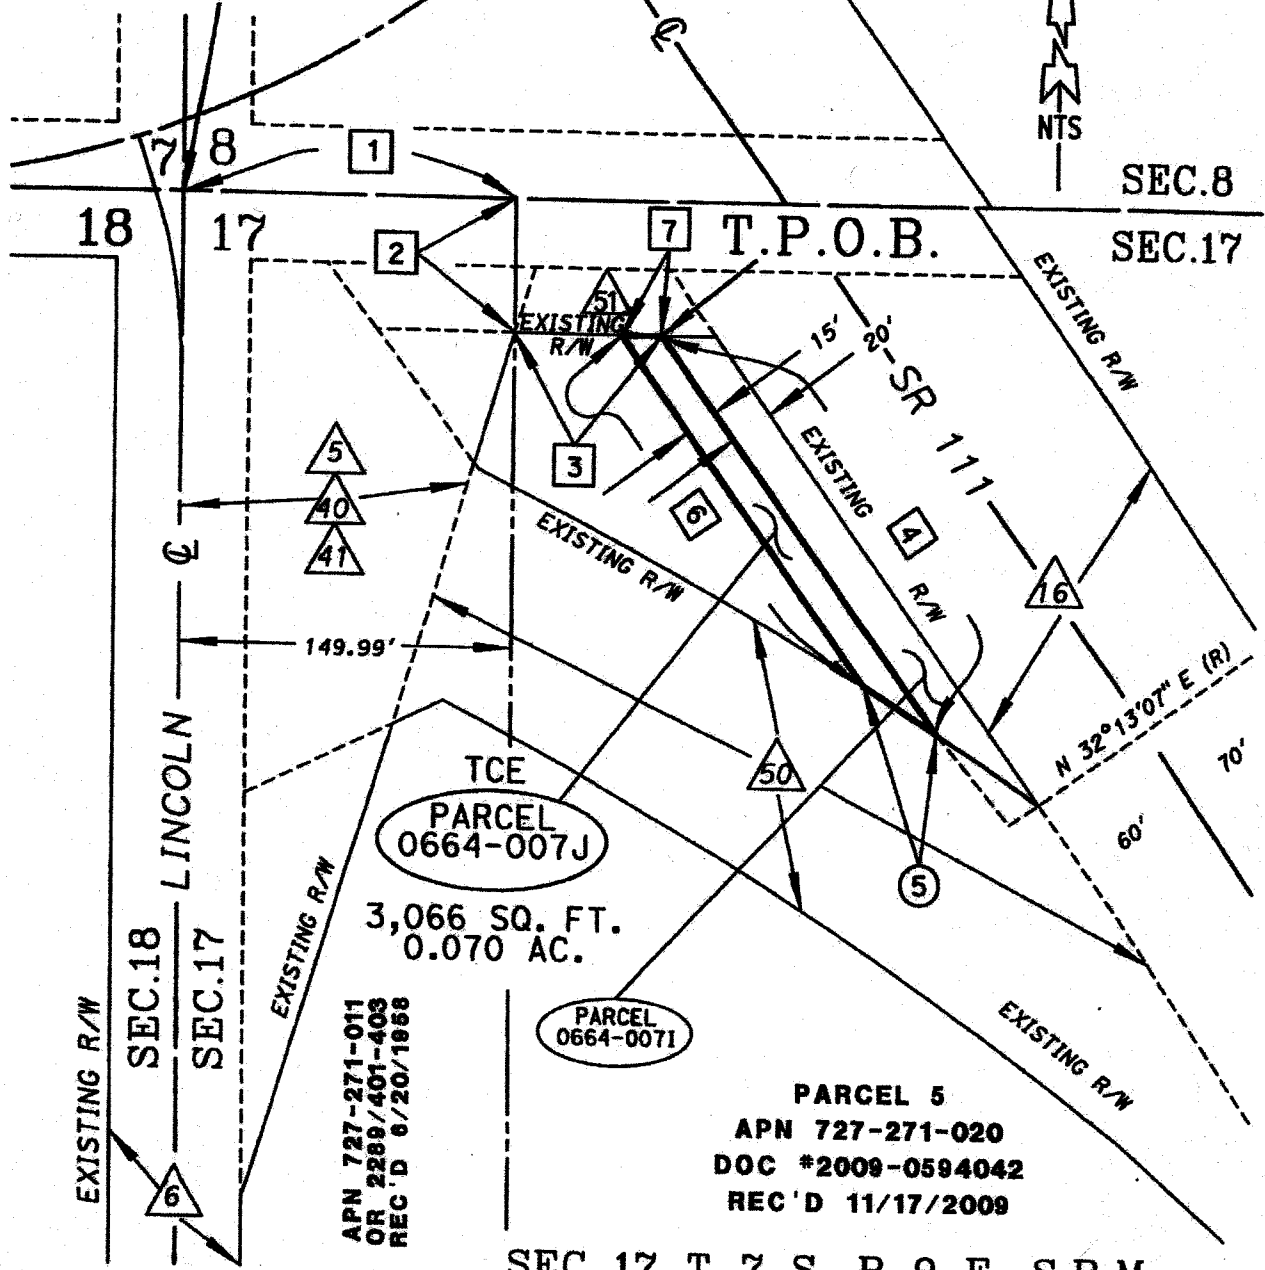 ℄
NTS
7
8
1
SEC.8
18
17
2
7
T.P.O.B.
SEC.17
51
EXISTING
R/W
EXISTING R/W
15'
20'
SR 111
5
40
41
3
6
EXISTING
R/W
4
EXISTING R/W
16
℄
149.99'
N 32°13'07" E (R)
70'
60'
50
TCE
PARCEL
0664-007J
3,066 SQ. FT.
0.070 AC.
5
LINCOLN
EXISTING R/W
SEC.18
SEC.17
EXISTING R/W
APN 727-271-011
OR 2289/401-403
REC'D 6/20/1958
PARCEL
0664-007I
EXISTING R/W
PARCEL 5
APN 727-271-020
DOC #2009-0594042
REC'D 11/17/2009
6
SEC 17 T 7 S R 9 E S.B.M.